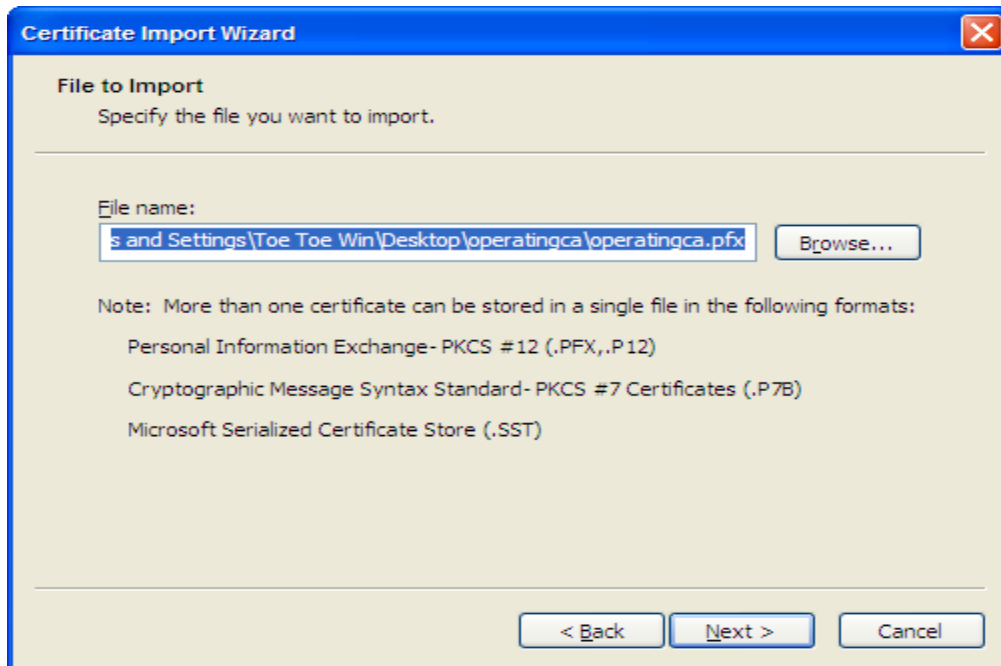 Certificate Import Wizard
File to Import
Specify the file you want to import.
File name:
s and Settings\Toe Toe Win\Desktop\operatingca\operatingca.pfx
Browse...
Note: More than one certificate can be stored in a single file in the following formats:
Personal Information Exchange- PKCS #12 (.PFX,.P12)
Cryptographic Message Syntax Standard- PKCS #7 Certificates (.P7B)
Microsoft Serialized Certificate Store (.SST)
< Back Next > Cancel